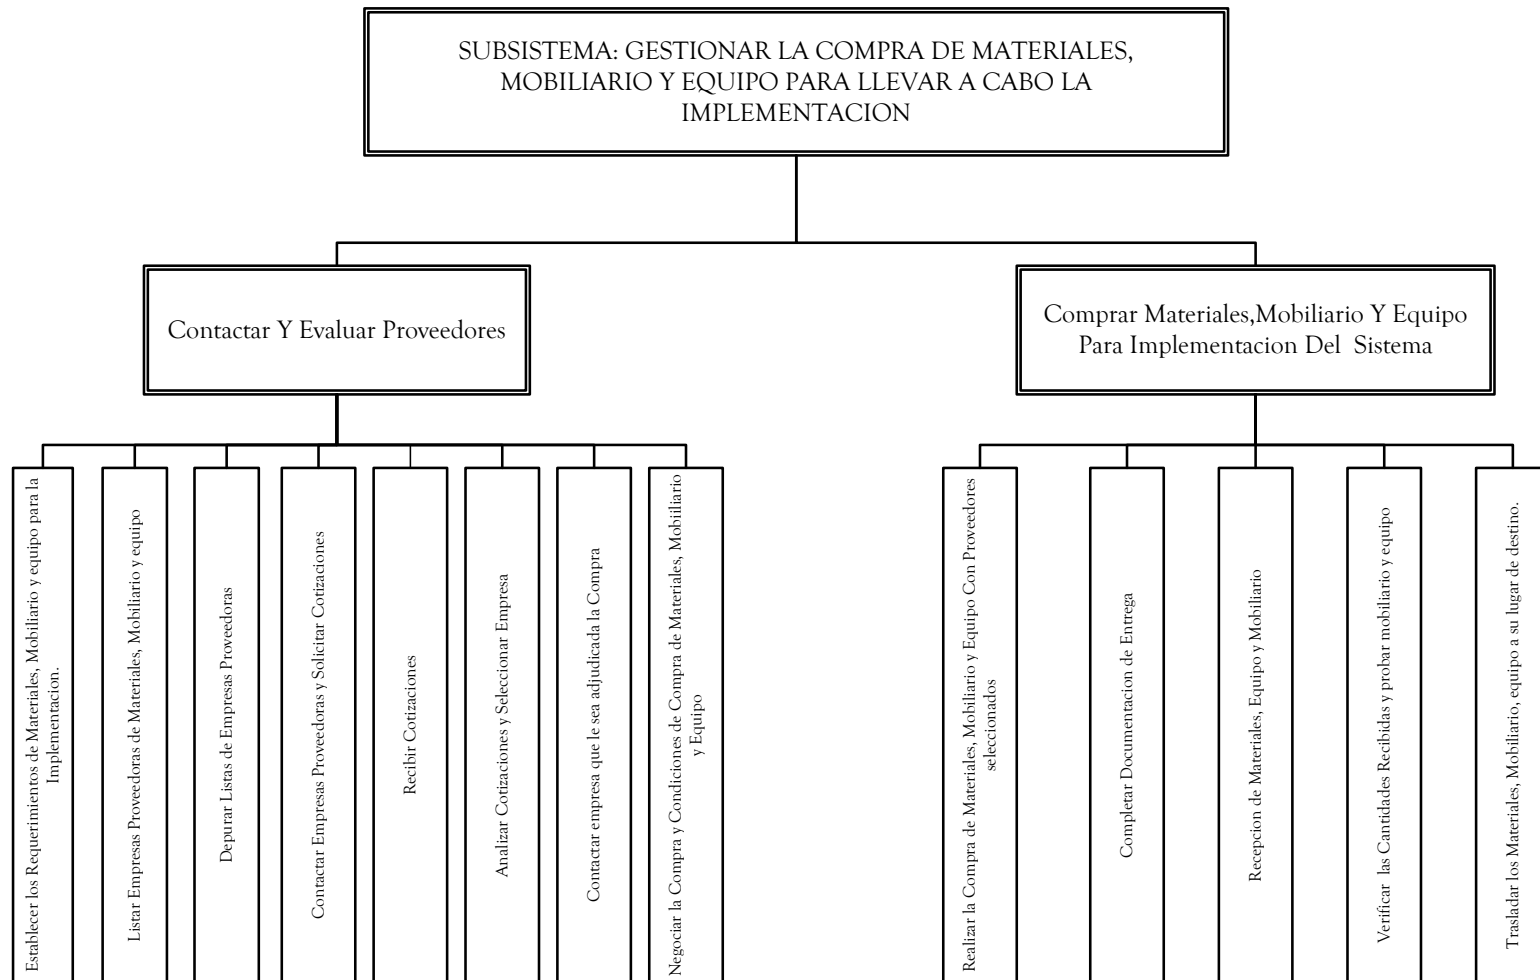 SUBSISTEMA: GESTIONAR LA COMPRA DE MATERIALES,
MOBILIARIO Y EQUIPO PARA LLEVAR A CABO LA
IMPLEMENTACION
Contactar Y Evaluar Proveedores
Comprar Materiales,Mobiliario Y Equipo
Para Implementacion Del Sistema
Establecer los Requerimientos de Materiales, Mobiliario y equipo para la
Implementacion.
Listar Empresas Proveedoras de Materiales, Mobiliario y equipo
Depurar Listas de Empresas Proveedoras
Contactar Empresas Proveedoras y Solicitar Cotizaciones
Recibir Cotizaciones
Analizar Cotizaciones y Seleccionar Empresa
Contactar empresa que le sea adjudicada la Compra
Negociar la Compra y Condiciones de Compra de Materiales, Mobiiliario
y Equipo
Realizar la Compra de Materiales, Mobiliario y Equipo Con Proveedores
seleccionados
Completar Documentacion de Entrega
Recepcion de Materiales, Equipo y Mobiliario
Verificar las Cantidades Recibidas y probar mobiliario y equipo
Trasladar los Materiales, Mobiliario, equipo a su lugar de destino.